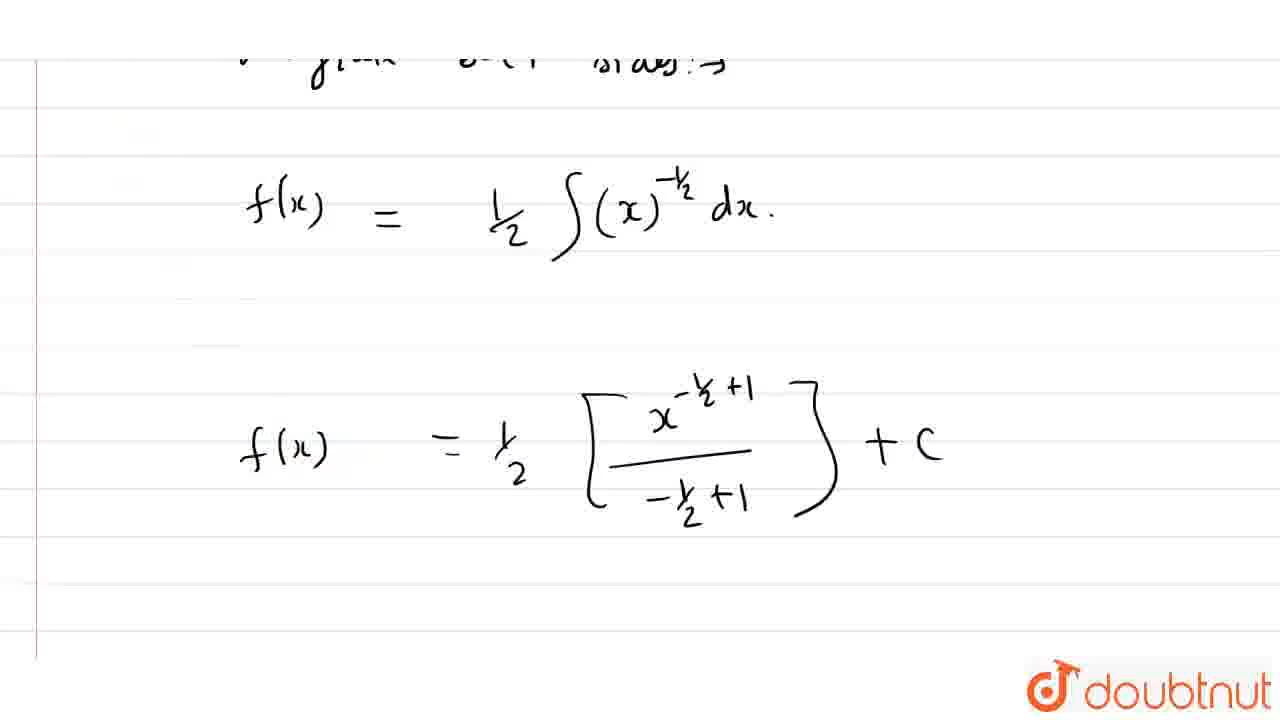 f(x) = 1/2 ∫(x)^{-1/2} dx.
f(x) = 1/2 [x^{-1/2+1} / -1/2+1] + c
doubtnut